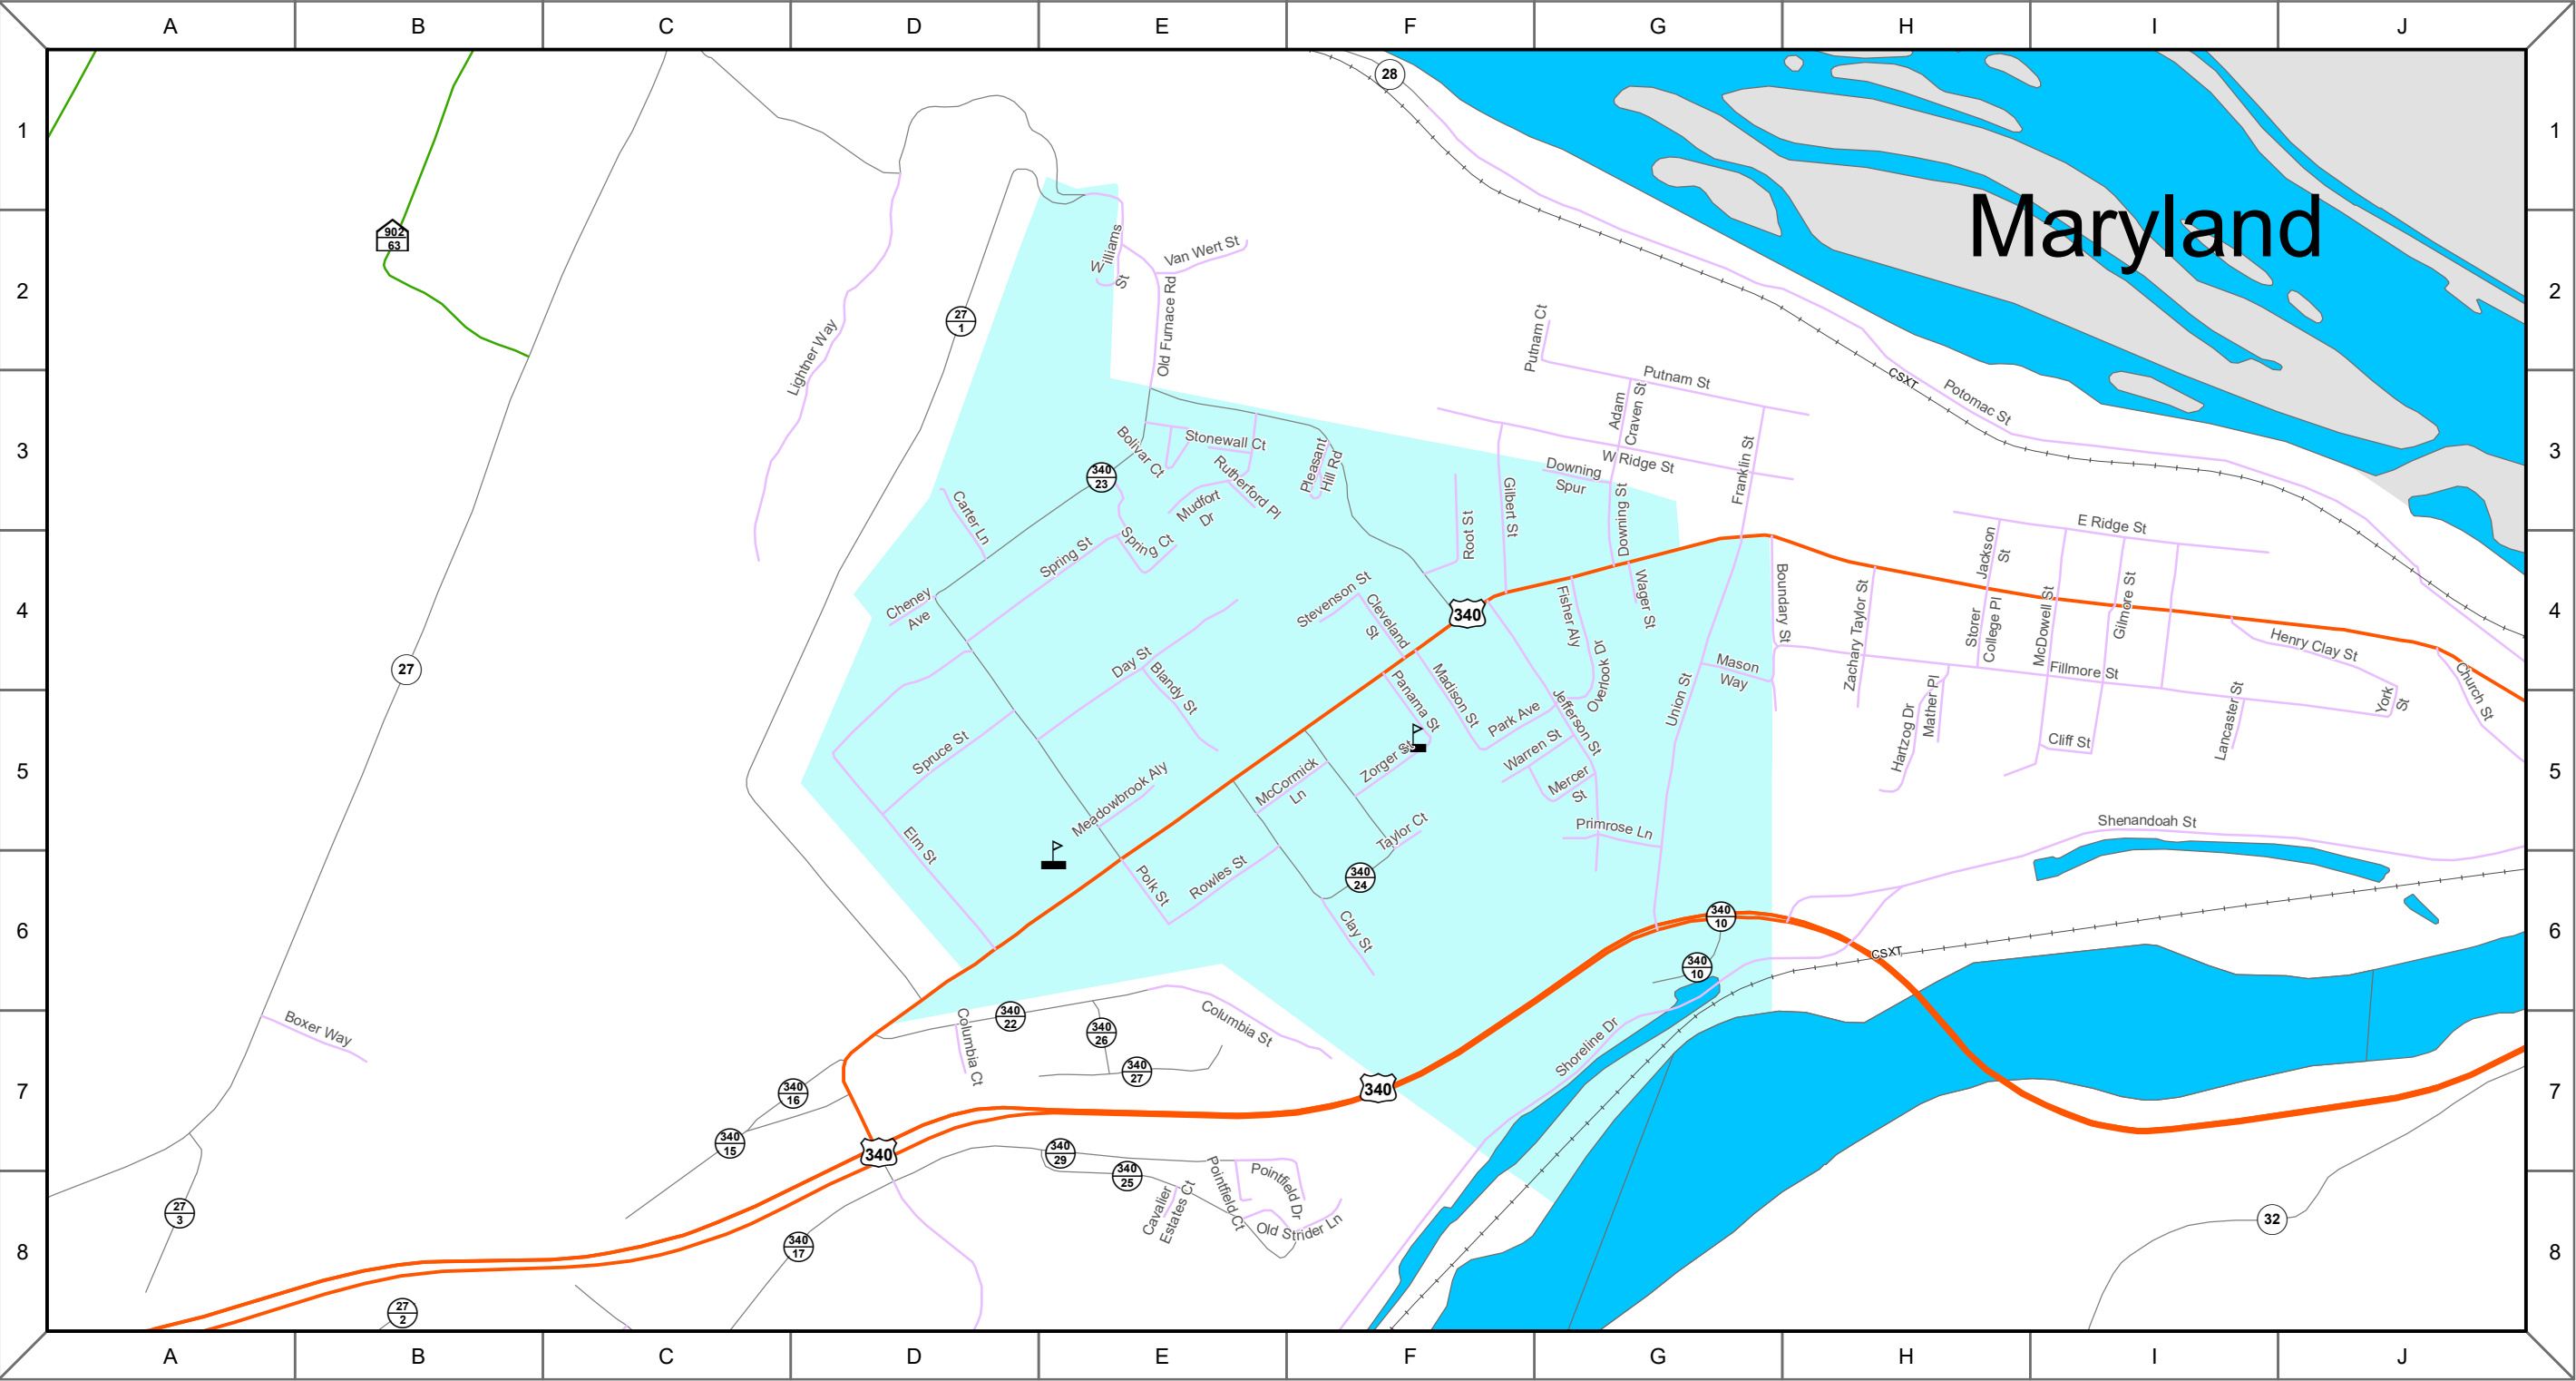 A B C D E F G H I J
1 1
28
Maryland
902
63
Williams
St
Van Wert St
2 2
27
1
Old Furnace Rd
Lightner Way
Putnam Ct
Putnam St
Adam
Craven St
CSXT
Potomac St
3 3
Bolivar Ct
Stonewall Ct
Rutherford Pl
Mudfort
Dr
Pleasant
Hill Rd
W Ridge St
Downing
Spur
Franklin St
340
23
Carter Ln
Spring St
Spring Ct
Root St
Gilbert St
Downing St
E Ridge St
Jackson
St
4 4
Cheney
Ave
Stevenson St
Cleveland
St
340
Fisher Aly
Wager St
Boundary St
Zachary Taylor St
Storer
College Pl
McDowell St
Gilmore St
Henry Clay St
27
Day St
Blandy St
Madison St
Panama St
Overlook Dr
Mason
Way
Fillmore St
Church St
York
St
5 5
Spruce St
Park Ave
Jefferson St
Union St
Warren St
Mercer
St
Zorger St
Hartzog Dr
Mather Pl
Cliff St
Lancaster St
Meadowbrook Aly
McCormick
Ln
Elm St
Taylor Ct
Primrose Ln
Shenandoah St
6 6
Polk St
Rowles St
340
24
Clay St
340
10
340
10
CSXT
Boxer Way
340
22
Columbia Ct
340
26
Columbia St
340
27
Shoreline Dr
7 7
340
16
340
340
15
340
340
29
340
25
Pointfield Ct
Pointfield Dr
Cavalier
Estates Ct
Old Strider Ln
27
3
340
17
32
8 8
27
2
A B C D E F G H I J